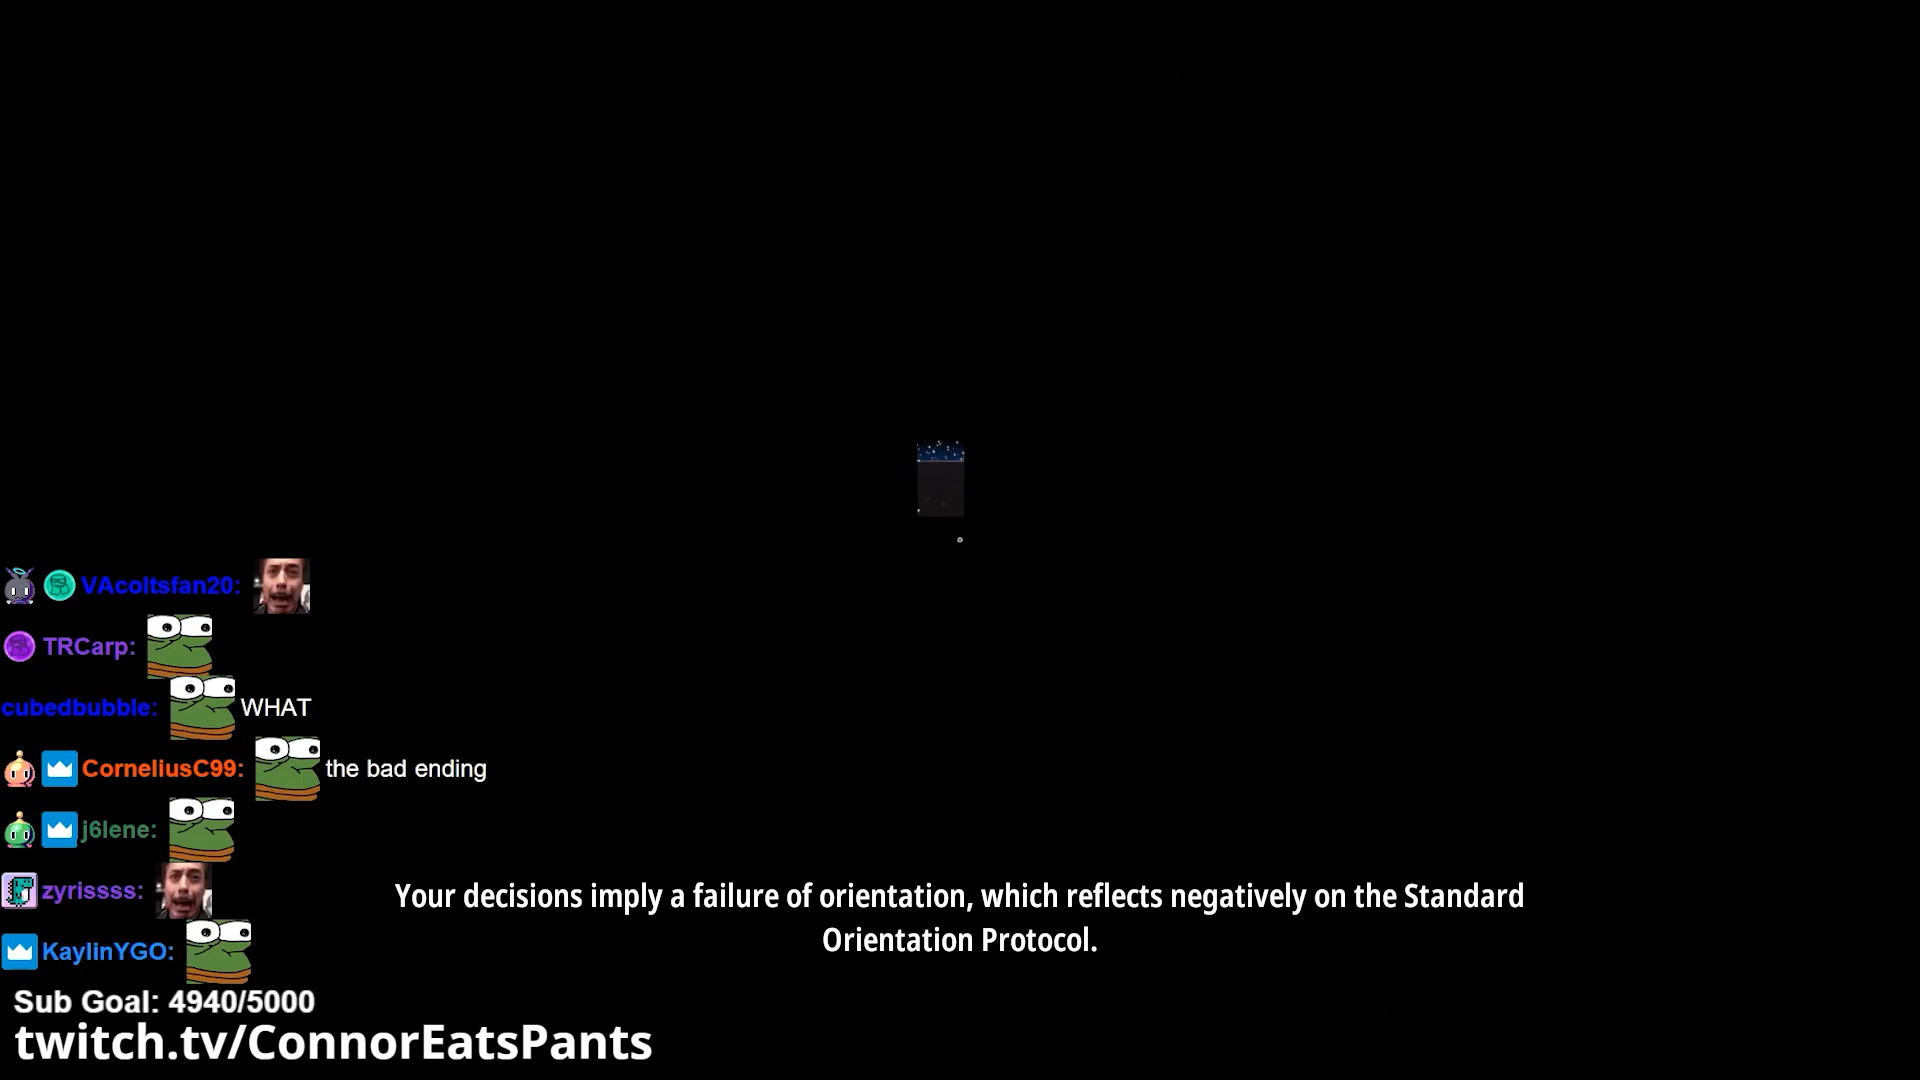 VAcoltsfan20:
TRCarp:
cubedbubble: WHAT
CorneliusC99: the bad ending
j6lene:
zyrissss:
KaylinYGO:
Your decisions imply a failure of orientation, which reflects negatively on the Standard
Orientation Protocol.
Sub Goal: 4940/5000
twitch.tv/ConnorEatsPants